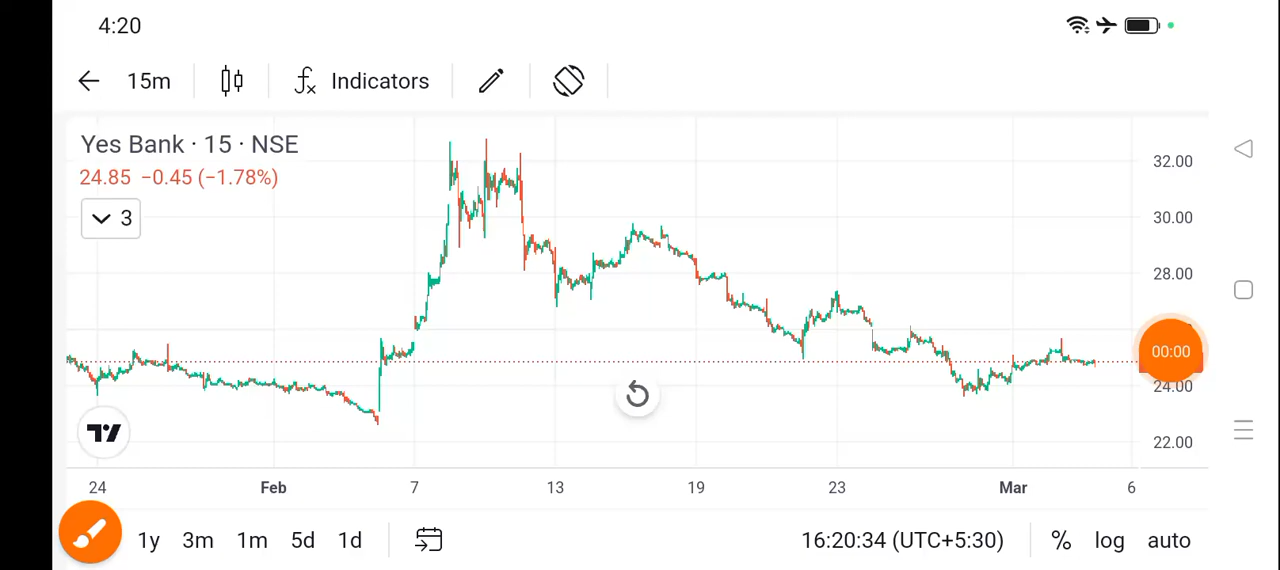 4:20
15m
Indicators
Yes Bank · 15 · NSE
24.85 −0.45 (−1.78%)
3
32.00
30.00
28.00
00:00
24.00
22.00
24 Feb 7 13 19 23 Mar 6
1y 3m 1m 5d 1d 16:20:34 (UTC+5:30) % log auto